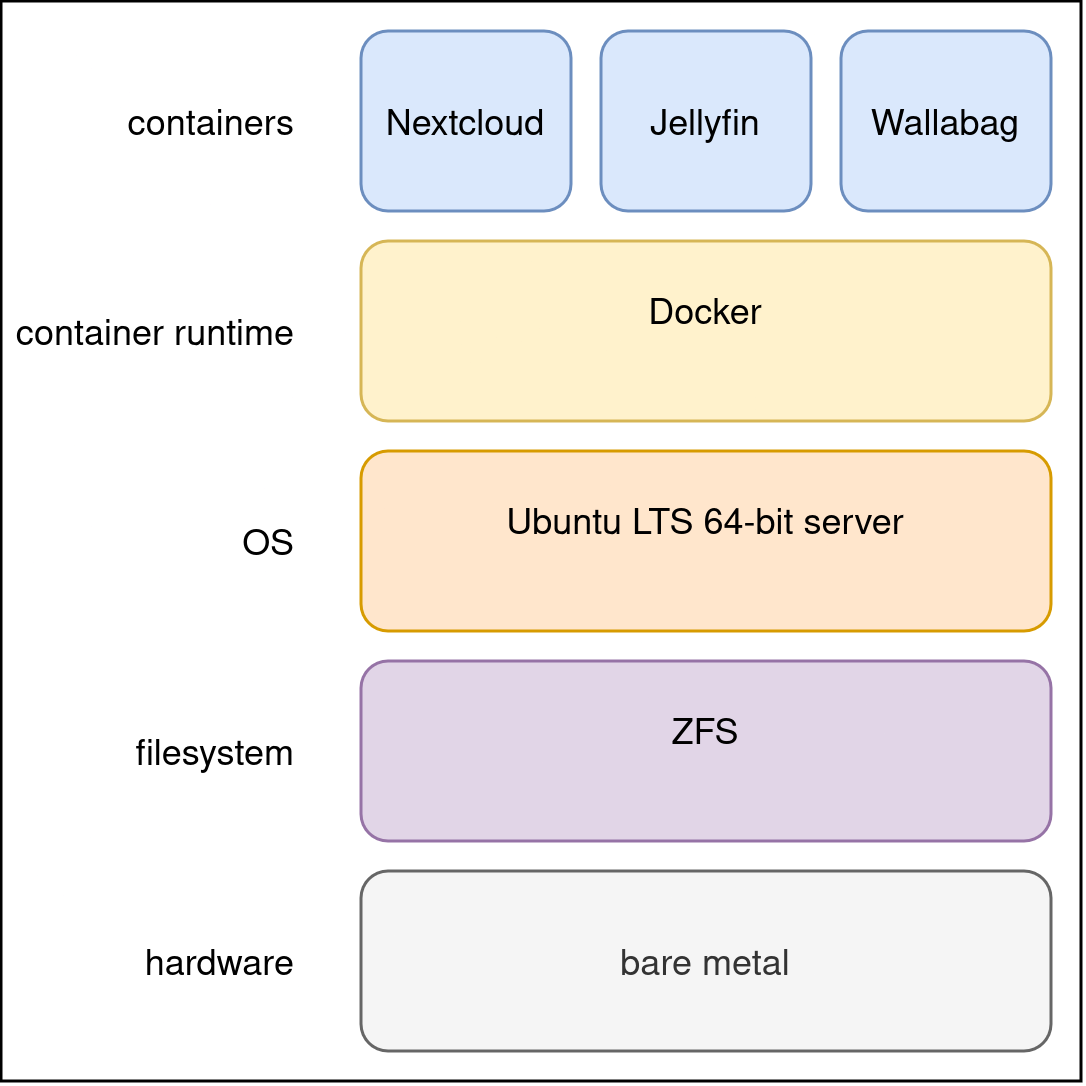 containers
Nextcloud
Jellyfin
Wallabag
container runtime
Docker
OS
Ubuntu LTS 64-bit server
filesystem
ZFS
hardware
bare metal